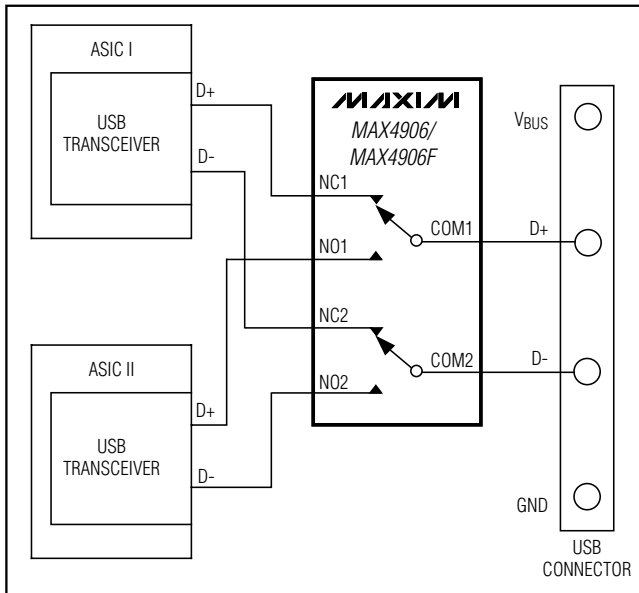 ASIC I
USB
TRANSCEIVER
D+
D-
ASIC II
USB
TRANSCEIVER
D+
D-
MAXIM
MAX4906/
MAX4906F
NC1
NO1
NC2
NO2
COM1
COM2
D+
D-
VBUS
GND
USB
CONNECTOR